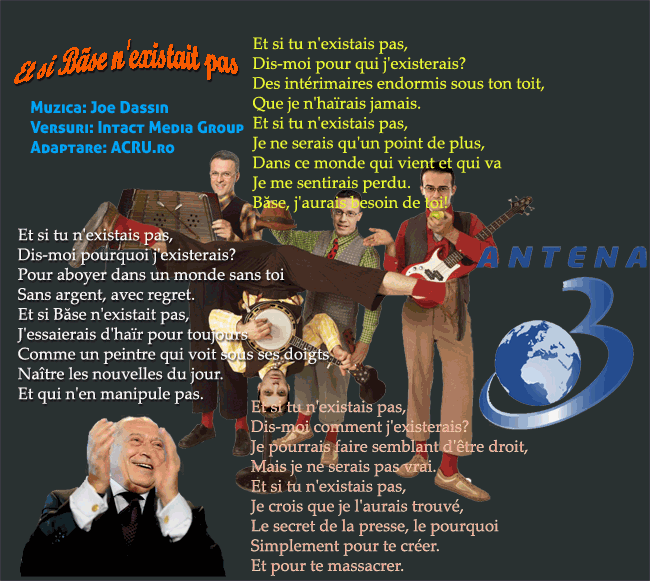 Et si Băse n'existait pas
Muzica: Joe Dassin
Versuri: Intact Media Group
Adaptare: ACRU.ro
Et si tu n'existais pas,
Dis-moi pour qui j'existerais?
Des intérimaires endormis sous ton toit,
Que je n'haïrais jamais.
Et si tu n'existais pas,
Je ne serais qu'un point de plus,
Dans ce monde qui vient et qui va
Je me sentirais perdu.
Băse, j'aurais besoin de toi!
Et si tu n'existais pas,
Dis-moi pourquoi j'existerais?
Pour aboyer dans un monde sans toi
Sans argent, avec regret.
Et si Băse n'existait pas,
J'essaierais d'haïr pour toujours
Comme un peintre qui voit sous ses doigts
Naître les nouvelles du jour.
Et qui n'en manipule pas.
ANTENA
3
Et si tu n'existais pas,
Dis-moi comment j'existerais?
Je pourrais faire semblant d'être droit,
Mais je ne serais pas vrai.
Et si tu n'existais pas,
Je crois que je l'aurais trouvé,
Le secret de la presse, le pourquoi
Simplement pour te créer.
Et pour te massacrer.